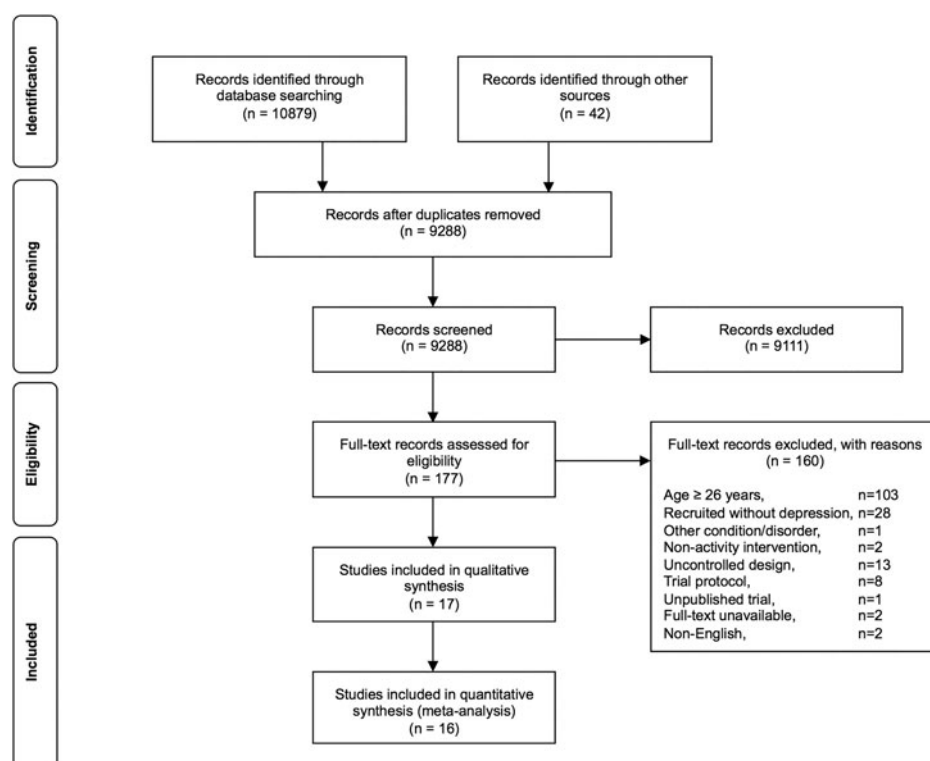 Identification
Records identified through
database searching
(n = 10879)
Records identified through other
sources
(n = 42)
Screening
Records after duplicates removed
(n = 9288)
Records screened
(n = 9288)
Records excluded
(n = 9111)
Eligibility
Full-text records assessed for
eligibility
(n = 177)
Full-text records excluded, with reasons
(n = 160)
Age ≥ 26 years, n=103
Recruited without depression, n=28
Other condition/disorder, n=1
Non-activity intervention, n=2
Uncontrolled design, n=13
Trial protocol, n=8
Unpublished trial, n=1
Full-text unavailable, n=2
Non-English, n=2
Included
Studies included in qualitative
synthesis
(n = 17)
Studies included in quantitative
synthesis (meta-analysis)
(n = 16)